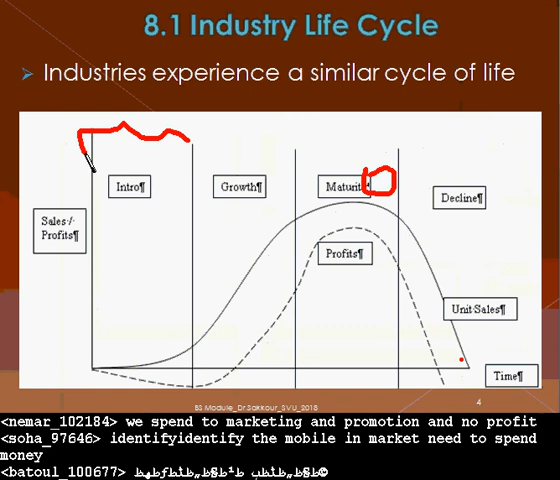 8.1 Industry Life Cycle
Industries experience a similar cycle of life
Intro¶
Growth¶
Maturit
Decline¶
Sales·/·
Profits¶
Profits¶
Unit·Sales¶
Time¶
BS Module_Dr.Sakkour_SVU_2018
4
<nemar_102184> we spend to marketing and promotion and no profit
<soha_97646> identifyidentify the mobile in market need to spend
money
<batoul_100677>